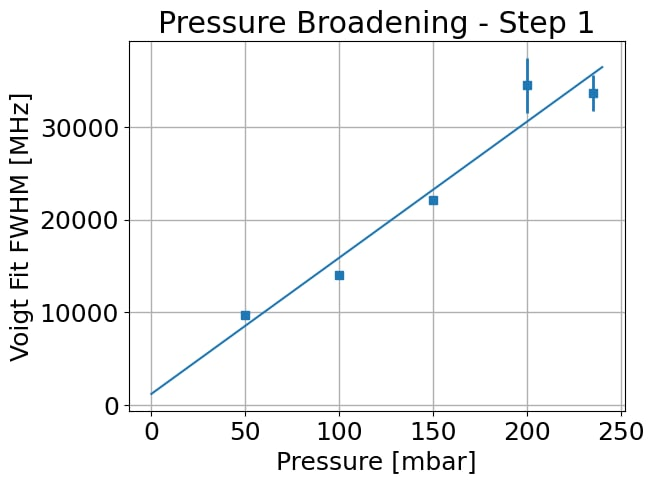 Pressure Broadening - Step 1
Voigt Fit FWHM [MHz]
30000
20000
10000
0
0 50 100 150 200 250
Pressure [mbar]